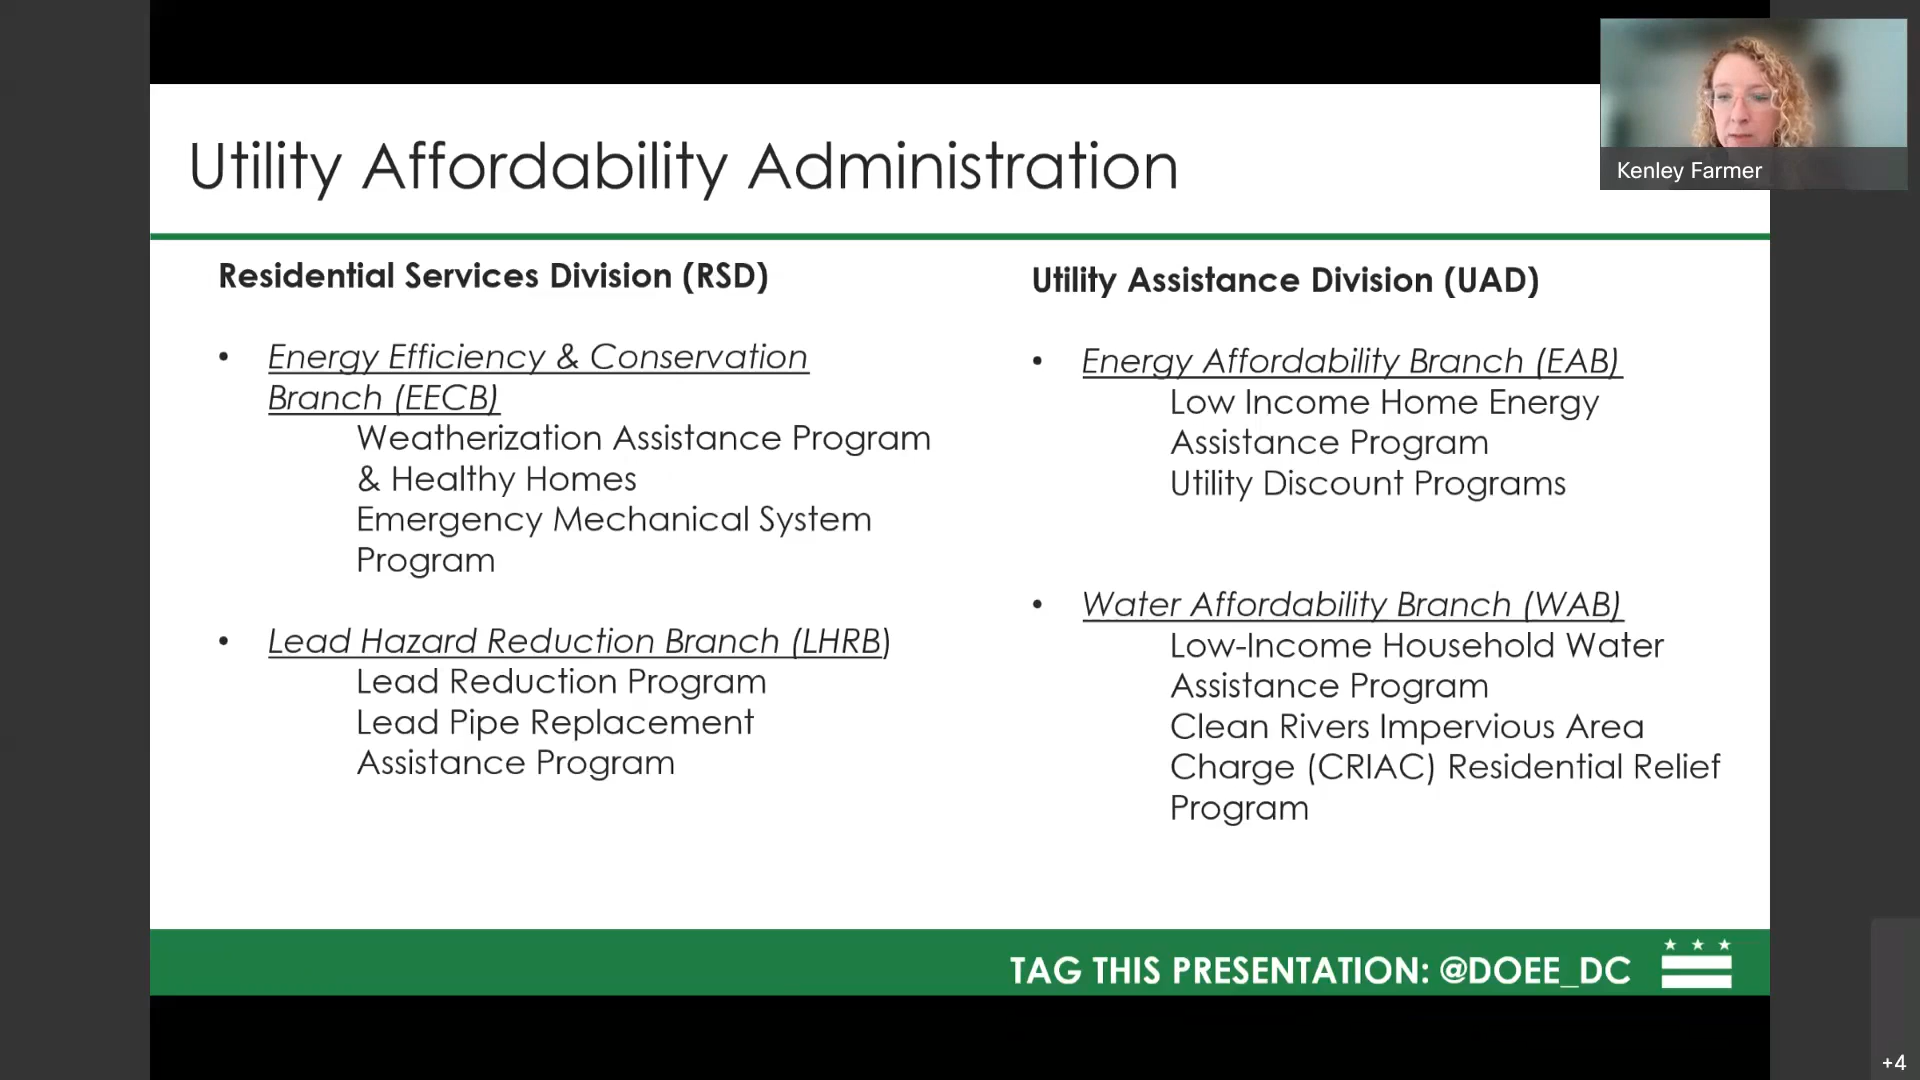 Utility Affordability Administration
Kenley Farmer
Residential Services Division (RSD)
• Energy Efficiency & Conservation
Branch (EECB)
Weatherization Assistance Program
& Healthy Homes
Emergency Mechanical System
Program
• Lead Hazard Reduction Branch (LHRB)
Lead Reduction Program
Lead Pipe Replacement
Assistance Program
Utility Assistance Division (UAD)
• Energy Affordability Branch (EAB)
Low Income Home Energy
Assistance Program
Utility Discount Programs
• Water Affordability Branch (WAB)
Low-Income Household Water
Assistance Program
Clean Rivers Impervious Area
Charge (CRIAC) Residential Relief
Program
TAG THIS PRESENTATION: @DOEE_DC
+4